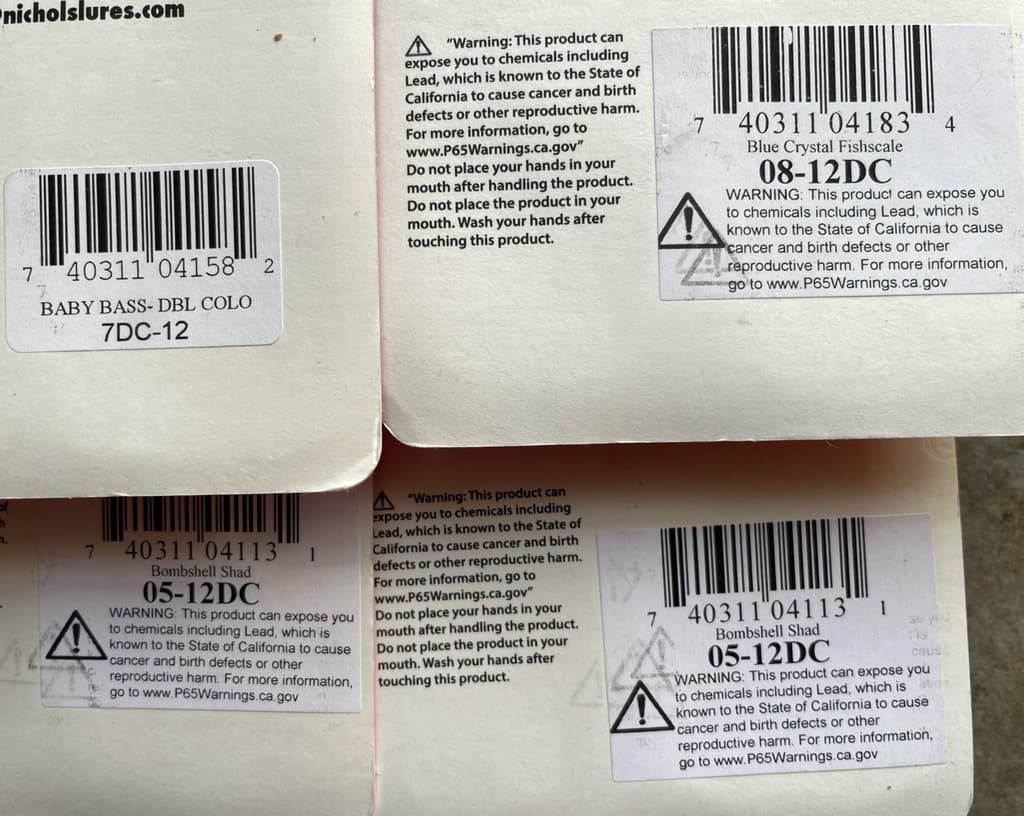 nicholslures.com
7 40311 04158 2
BABY BASS- DBL COLO
7DC-12
"Warning: This product can
expose you to chemicals including
Lead, which is known to the State of
California to cause cancer and birth
defects or other reproductive harm.
For more information, go to
www.P65Warnings.ca.gov"
Do not place your hands in your
mouth after handling the product.
Do not place the product in your
mouth. Wash your hands after
touching this product.
7 40311 04183 4
Blue Crystal Fishscale
08-12DC
WARNING: This product can expose you
to chemicals including Lead, which is
known to the State of California to cause
cancer and birth defects or other
reproductive harm. For more information,
go to www.P65Warnings.ca.gov
7 40311 04113 1
Bombshell Shad
05-12DC
WARNING: This product can expose you
to chemicals including Lead, which is
known to the State of California to cause
cancer and birth defects or other
reproductive harm. For more information,
go to www.P65Warnings.ca.gov
"Warning: This product can
expose you to chemicals including
Lead, which is known to the State of
California to cause cancer and birth
defects or other reproductive harm.
For more information, go to
www.P65Warnings.ca.gov"
Do not place your hands in your
mouth after handling the product.
Do not place the product in your
mouth. Wash your hands after
touching this product.
7 40311 04113 1
Bombshell Shad
05-12DC
WARNING: This product can expose you
to chemicals including Lead, which is
known to the State of California to cause
cancer and birth defects or other
reproductive harm. For more information,
go to www.P65Warnings.ca.gov